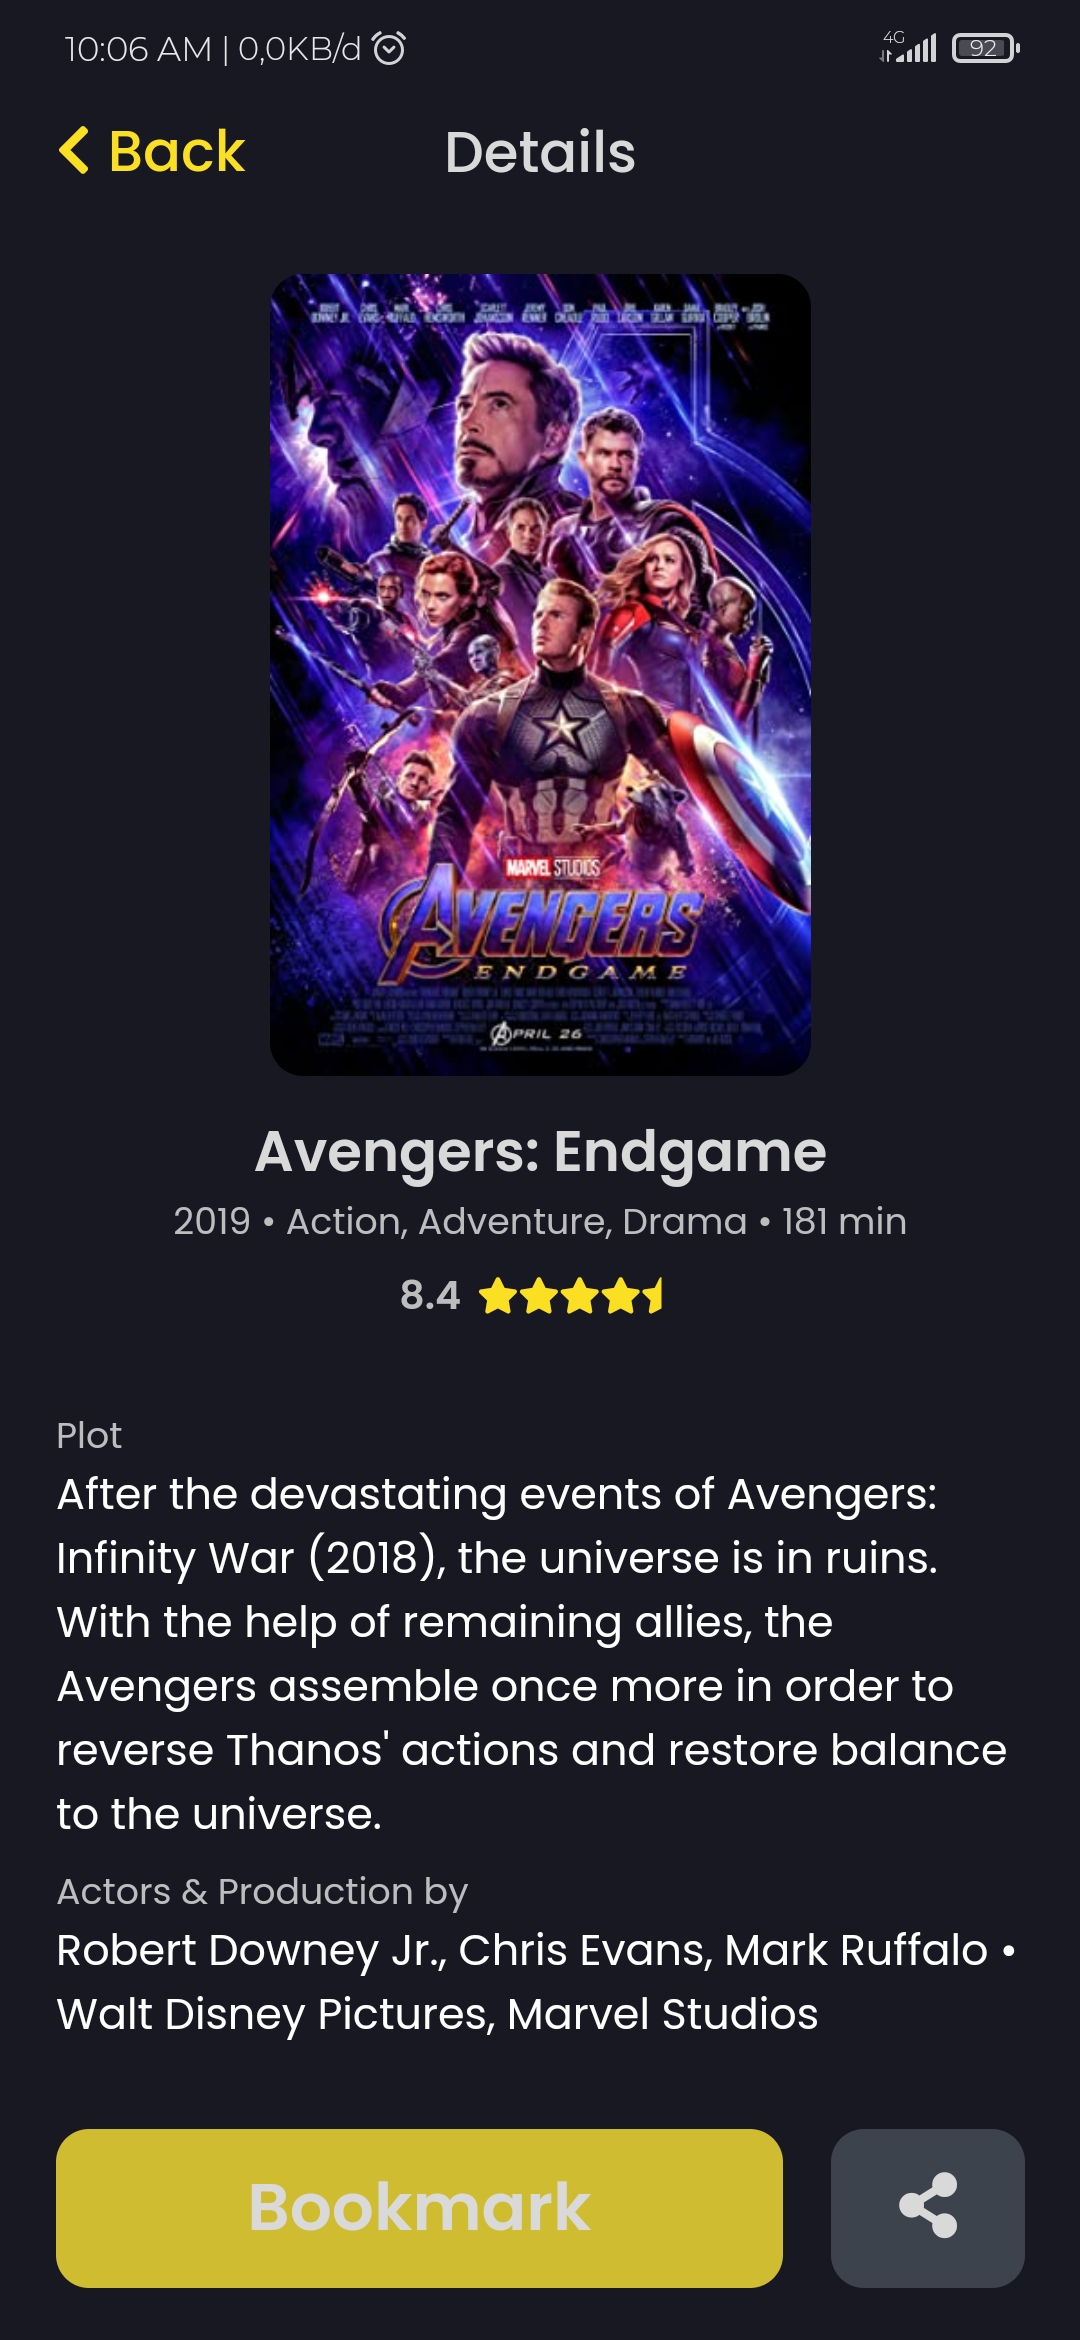 10:06 AM | 0,0KB/d
4G
92
Back
Details
MARVEL STUDIOS
AVENGERS
ENDGAME
APRIL 26
Avengers: Endgame
2019 • Action, Adventure, Drama • 181 min
8.4
Plot
After the devastating events of Avengers:
Infinity War (2018), the universe is in ruins.
With the help of remaining allies, the
Avengers assemble once more in order to
reverse Thanos' actions and restore balance
to the universe.
Actors & Production by
Robert Downey Jr., Chris Evans, Mark Ruffalo •
Walt Disney Pictures, Marvel Studios
Bookmark